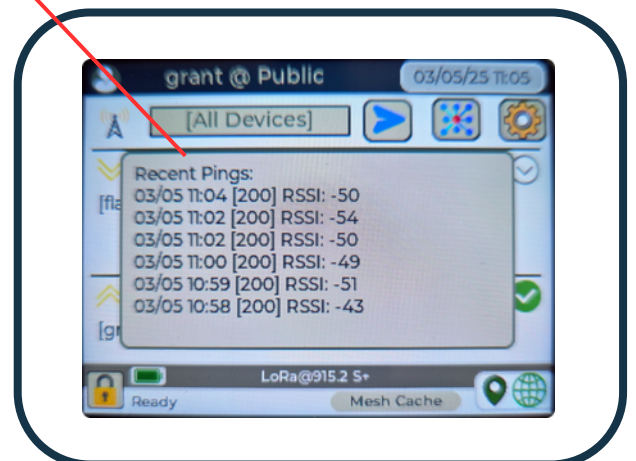 grant @ Public
03/05/25 11:05
[All Devices]
Recent Pings:
03/05 11:04 [200] RSSI: -50
03/05 11:02 [200] RSSI: -54
03/05 11:02 [200] RSSI: -50
03/05 11:00 [200] RSSI: -49
03/05 10:59 [200] RSSI: -51
03/05 10:58 [200] RSSI: -43
[fla
[gr
LoRa@915.2 S+
Ready
Mesh Cache